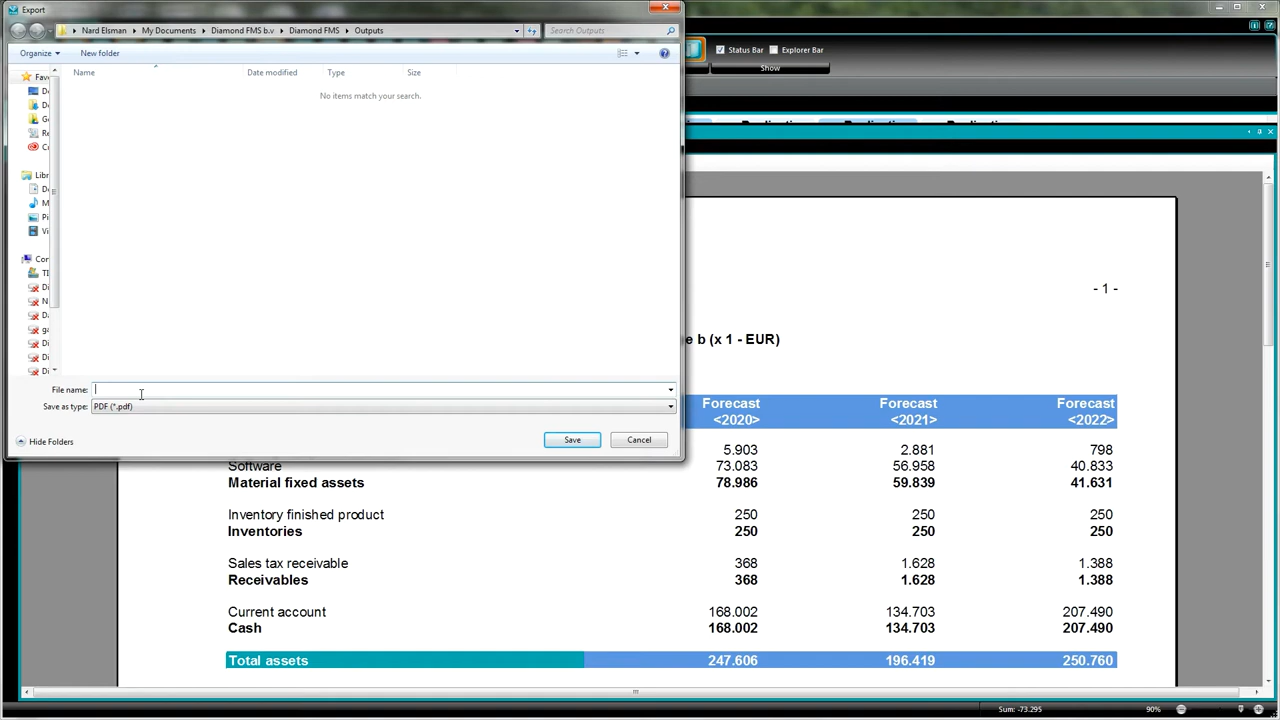 Export
Nard Elsman ▸ My Documents ▸ Diamond FMS b.v ▸ Diamond FMS ▸ Outputs
Search Outputs
Organize
New folder
Status Bar
Explorer Bar
Show
Name
Date modified
Type
Size
No items match your search.
Fav
Libr
Con
File name:
Save as type:
PDF (*.pdf)
Hide Folders
Save
Cancel
- 1 -
e b (x 1 - EUR)
Forecast Forecast Forecast
<2020> <2021> <2022>
5.903 2.881 798
Software 73.083 56.958 40.833
Material fixed assets 78.986 59.839 41.631
Inventory finished product 250 250 250
Inventories 250 250 250
Sales tax receivable 368 1.628 1.388
Receivables 368 1.628 1.388
Current account 168.002 134.703 207.490
Cash 168.002 134.703 207.490
Total assets 247.606 196.419 250.760
Sum: -73.295
90%